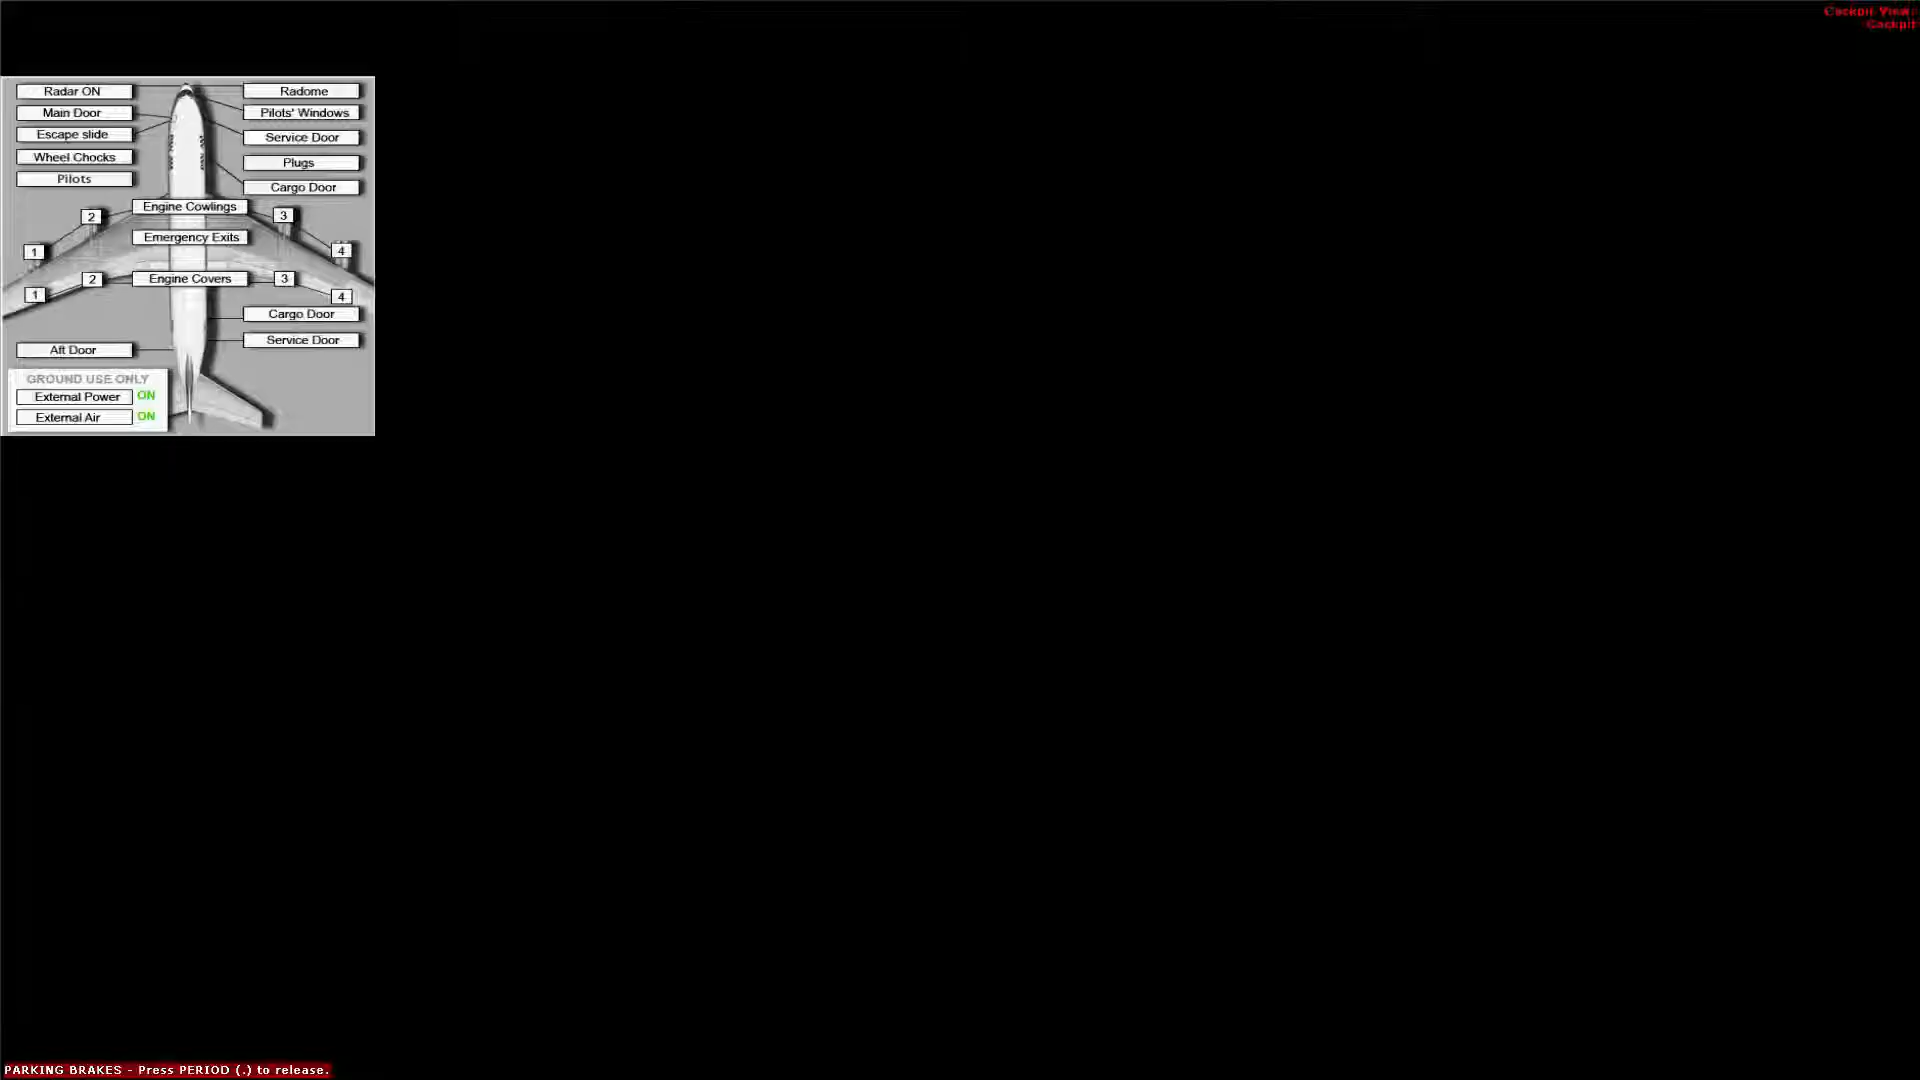 Cockpit View
Cockpit
Radar ON
Radome
Main Door
Pilots' Windows
Escape slide
Service Door
Wheel Chocks
Plugs
Pilots
Cargo Door
Engine Cowlings
2
3
Emergency Exits
1
4
Engine Covers
2
3
1
4
Cargo Door
Service Door
Aft Door
GROUND USE ONLY
External Power ON
External Air ON
PARKING BRAKES - Press PERIOD (.) to release.